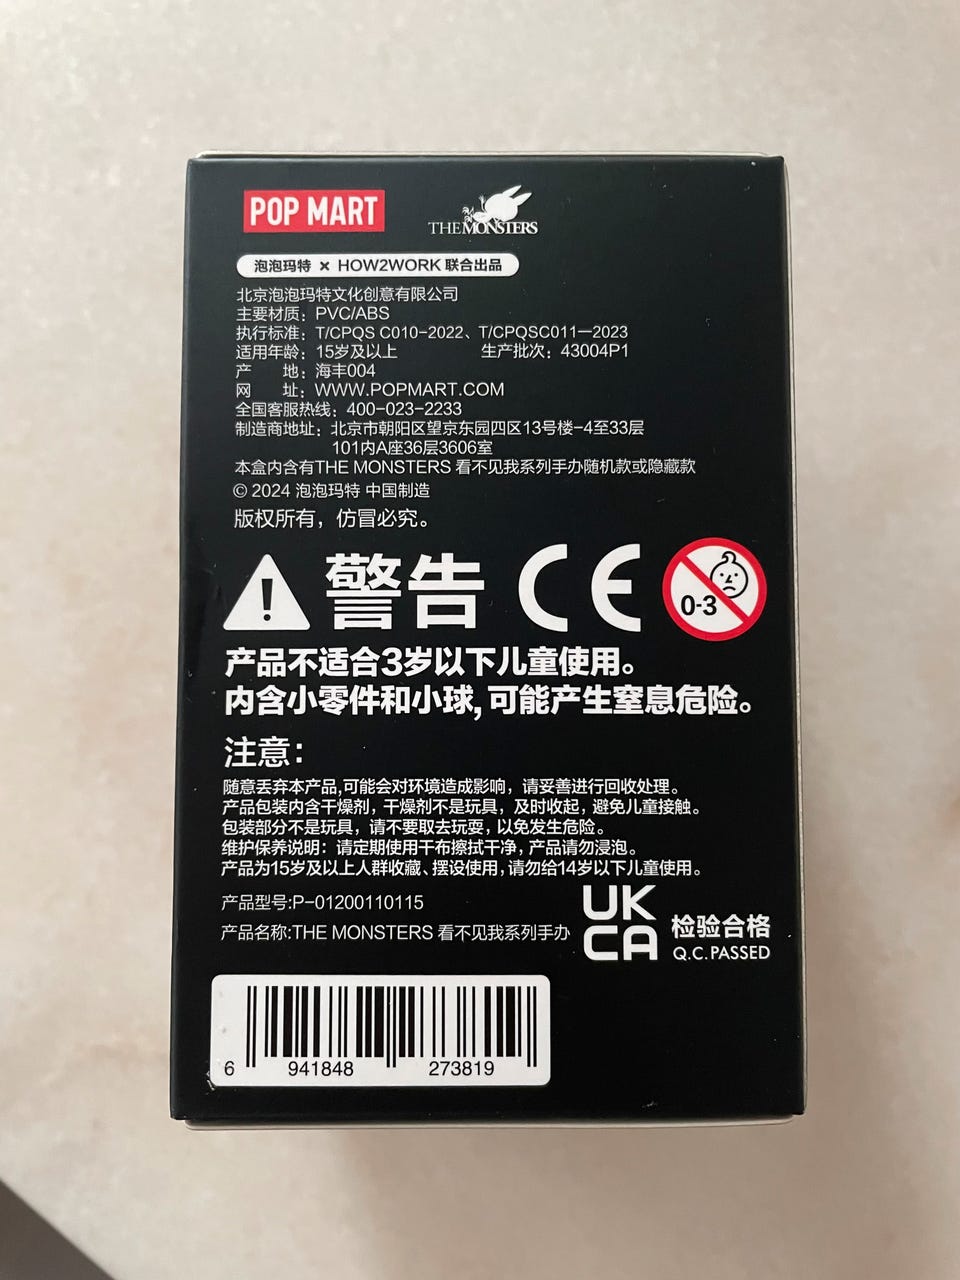 POP MART
THE MONSTERS
泡泡玛特 × HOW2WORK 联合出品
北京泡泡玛特文化创意有限公司
主要材质：PVC/ABS
执行标准：T/CPQS C010-2022、T/CPQSC011一2023
适用年龄：15岁及以上 生产批次：43004P1
产 地：海丰004
网 址：WWW.POPMART.COM
全国客服热线：400-023-2233
制造商地址：北京市朝阳区望京东园四区13号楼-4至33层
101内A座36层3606室
本盒内含有THE MONSTERS 看不见我系列手办随机款或隐藏款
© 2024 泡泡玛特 中国制造
版权所有，仿冒必究。
警告 CE 0-3
产品不适合3岁以下儿童使用。
内含小零件和小球，可能产生窒息危险。
注意：
随意丢弃本产品,可能会对环境造成影响，请妥善进行回收处理。
产品包装内含干燥剂，干燥剂不是玩具，及时收起，避免儿童接触。
包装部分不是玩具，请不要取去玩耍，以免发生危险。
维护保养说明：请定期使用干布擦拭干净，产品请勿浸泡。
产品为15岁及以上人群收藏、摆设使用，请勿给14岁以下儿童使用。
产品型号:P-01200110115
产品名称:THE MONSTERS 看不见我系列手办
UK
CA
检验合格
Q.C.PASSED
6 941848 273819